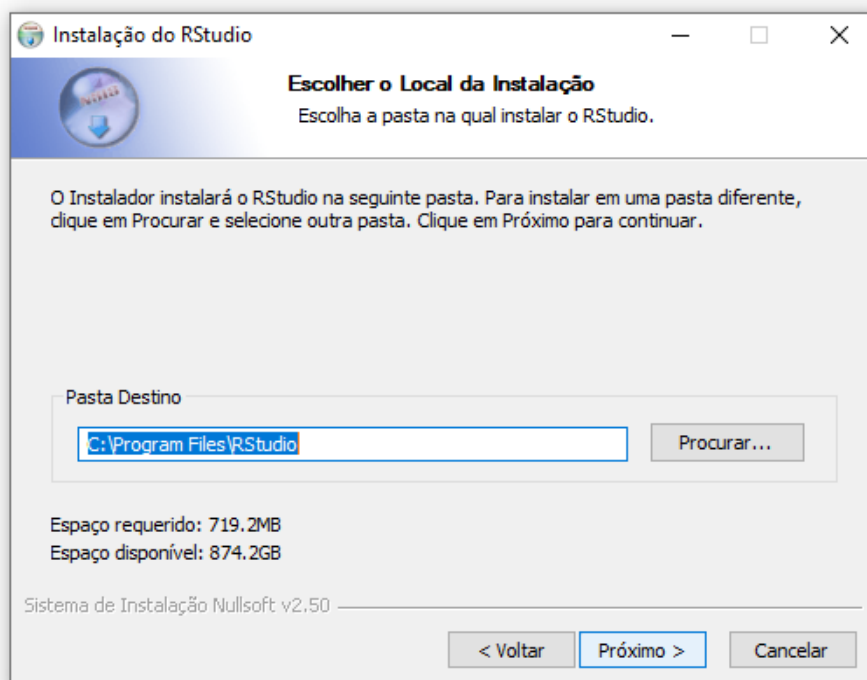 Instalação do RStudio
Escolher o Local da Instalação
Escolha a pasta na qual instalar o RStudio.
O Instalador instalará o RStudio na seguinte pasta. Para instalar em uma pasta diferente,
clique em Procurar e selecione outra pasta. Clique em Próximo para continuar.
Pasta Destino
C:\Program Files\RStudio
Procurar...
Espaço requerido: 719.2MB
Espaço disponível: 874.2GB
Sistema de Instalação Nullsoft v2.50
< Voltar
Próximo >
Cancelar